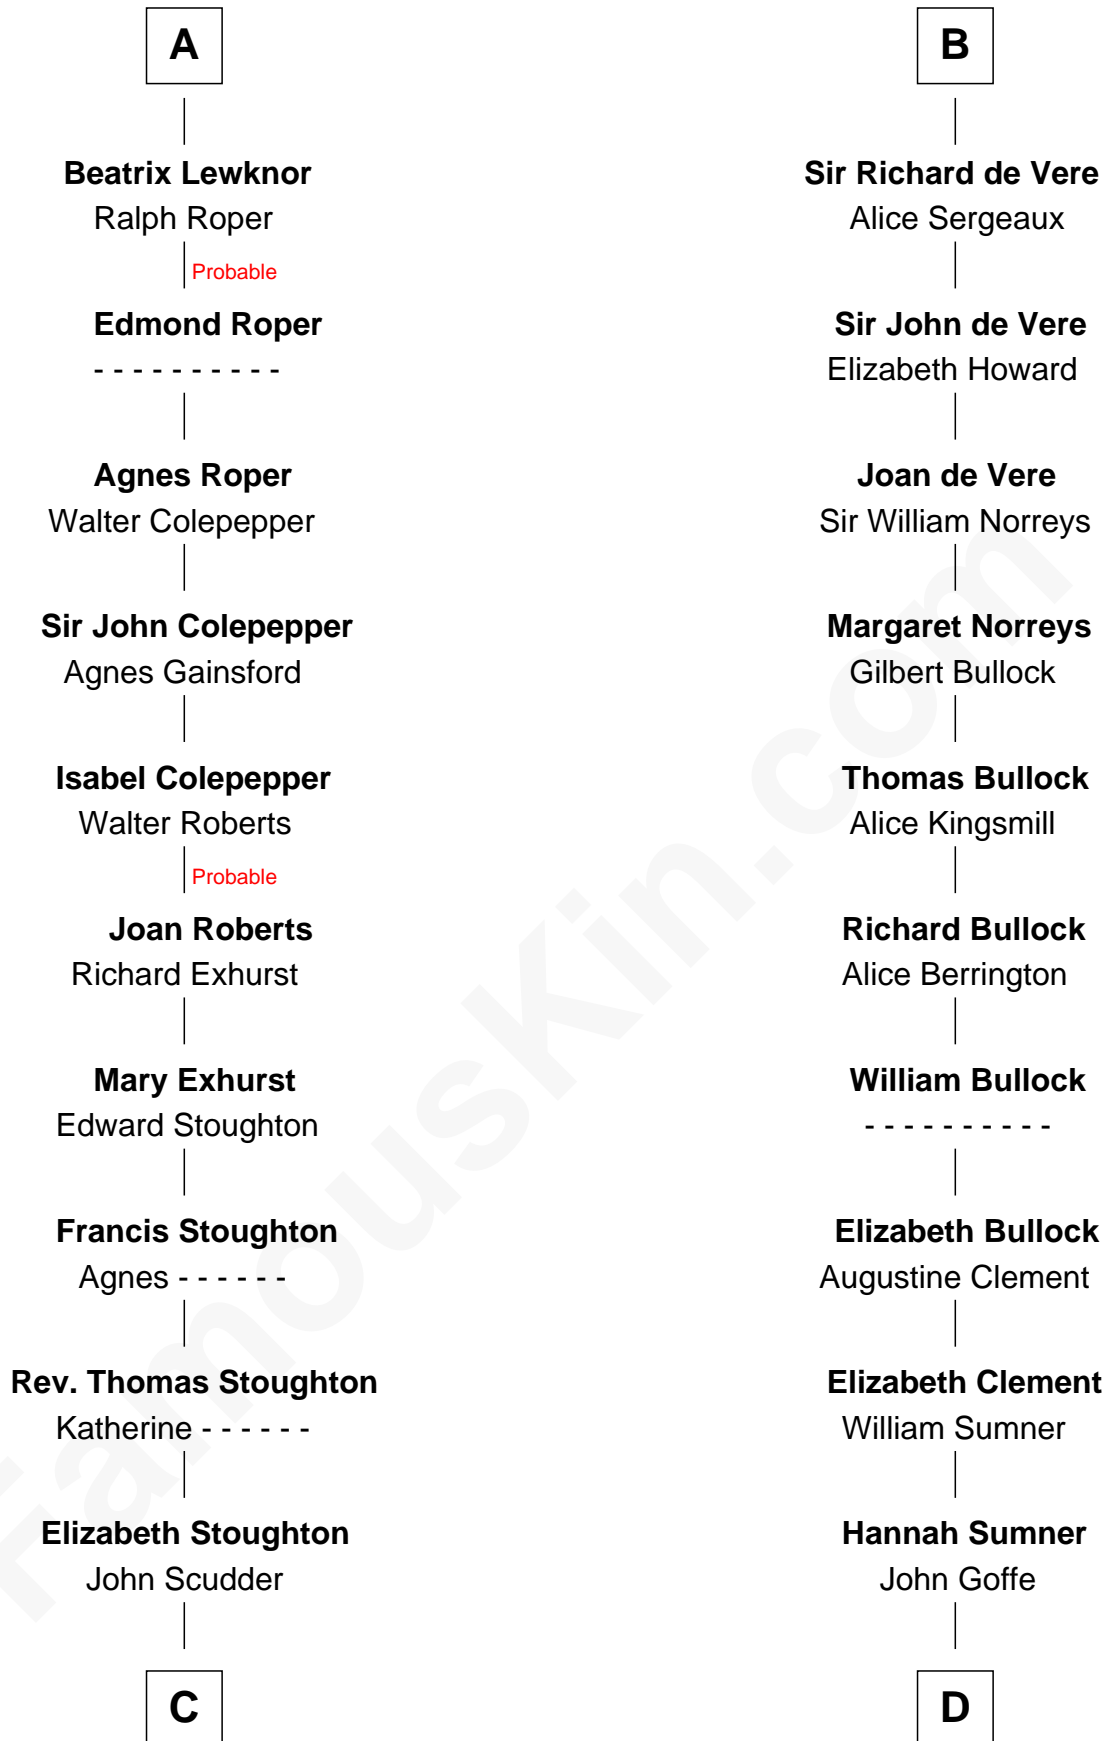 A
Beatrix Lewknor
Ralph Roper
Probable
Edmond Roper
- - - - - - - - - -
Agnes Roper
Walter Colepepper
Sir John Colepepper
Agnes Gainsford
Isabel Colepepper
Walter Roberts
Probable
Joan Roberts
Richard Exhurst
Mary Exhurst
Edward Stoughton
Francis Stoughton
Agnes - - - - - -
Rev. Thomas Stoughton
Katherine - - - - - -
Elizabeth Stoughton
John Scudder
C
B
Sir Richard de Vere
Alice Sergeaux
Sir John de Vere
Elizabeth Howard
Joan de Vere
Sir William Norreys
Margaret Norreys
Gilbert Bullock
Thomas Bullock
Alice Kingsmill
Richard Bullock
Alice Berrington
William Bullock
- - - - - - - - - -
Elizabeth Bullock
Augustine Clement
Elizabeth Clement
William Sumner
Hannah Sumner
John Goffe
D
FamousKin.com